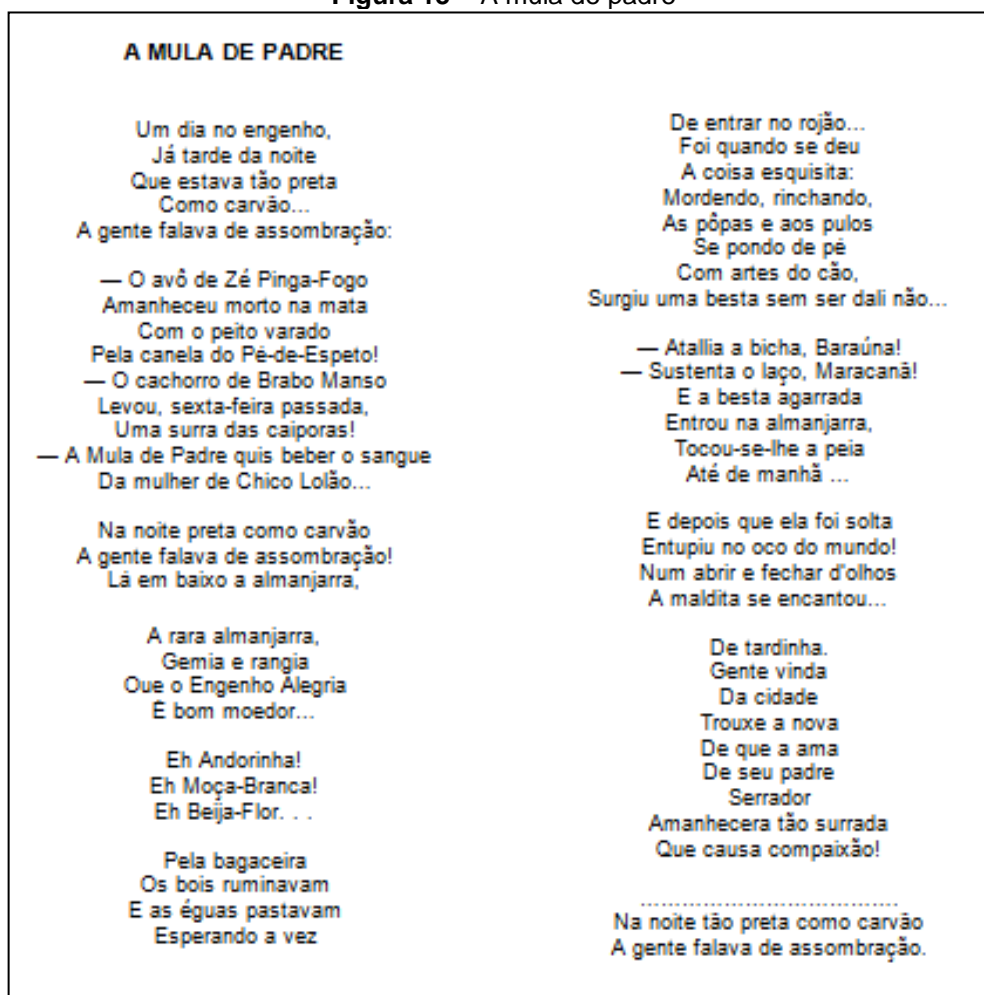 Figura 18 – A mula de padre
A MULA DE PADRE
Um dia no engenho,
Já tarde da noite
Que estava tão preta
Como carvão...
A gente falava de assombração:
— O avô de Zé Pinga-Fogo
Amanheceu morto na mata
Com o peito varado
Pela canela do Pé-de-Espeto!
— O cachorro de Brabo Manso
Levou, sexta-feira passada,
Uma surra das caiporas!
— A Mula de Padre quis beber o sangue
Da mulher de Chico Lolão...
Na noite preta como carvão
A gente falava de assombração!
Lá em baixo a almanjarra,
A rara almanjarra,
Gemia e rangia
Que o Engenho Alegria
É bom moedor...
Eh Andorinha!
Eh Moça-Branca!
Eh Beija-Flor. . .
Pela bagaceira
Os bois ruminavam
E as éguas pastavam
Esperando a vez
De entrar no rojão...
Foi quando se deu
A coisa esquisita:
Mordendo, rinchando,
As pôpas e aos pulos
Se pondo de pé
Com artes do cão,
Surgiu uma besta sem ser dali não...
— Atallia a bicha, Baraúna!
— Sustenta o laço, Maracanã!
E a besta agarrada
Entrou na almanjarra,
Tocou-se-lhe a peia
Até de manhã ...
E depois que ela foi solta
Entupiu no oco do mundo!
Num abrir e fechar d'olhos
A maldita se encantou...
De tardinha.
Gente vinda
Da cidade
Trouxe a nova
De que a ama
De seu padre
Serrador
Amanhecera tão surrada
Que causa compaixão!
......................................
Na noite tão preta como carvão
A gente falava de assombração.